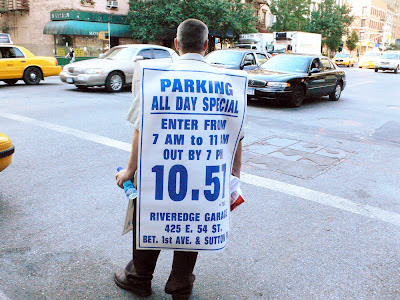 PARKING
ALL DAY SPECIAL
ENTER FROM
7 AM to 11 AM
OUT BY 7 PM
10.57
RIVEREDGE GARAGE
425 E. 54 ST.
BET. 1st AVE. & SUTTON